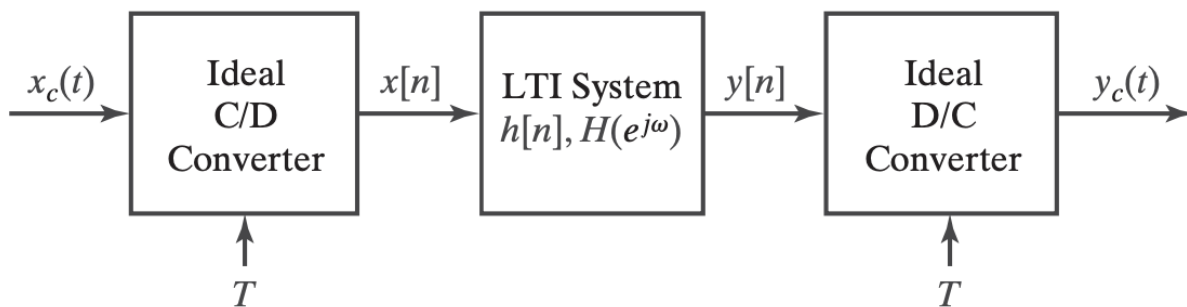 x_c(t)
Ideal
C/D
Converter
T
x[n]
LTI System
h[n], H(e^{jω})
y[n]
Ideal
D/C
Converter
T
y_c(t)